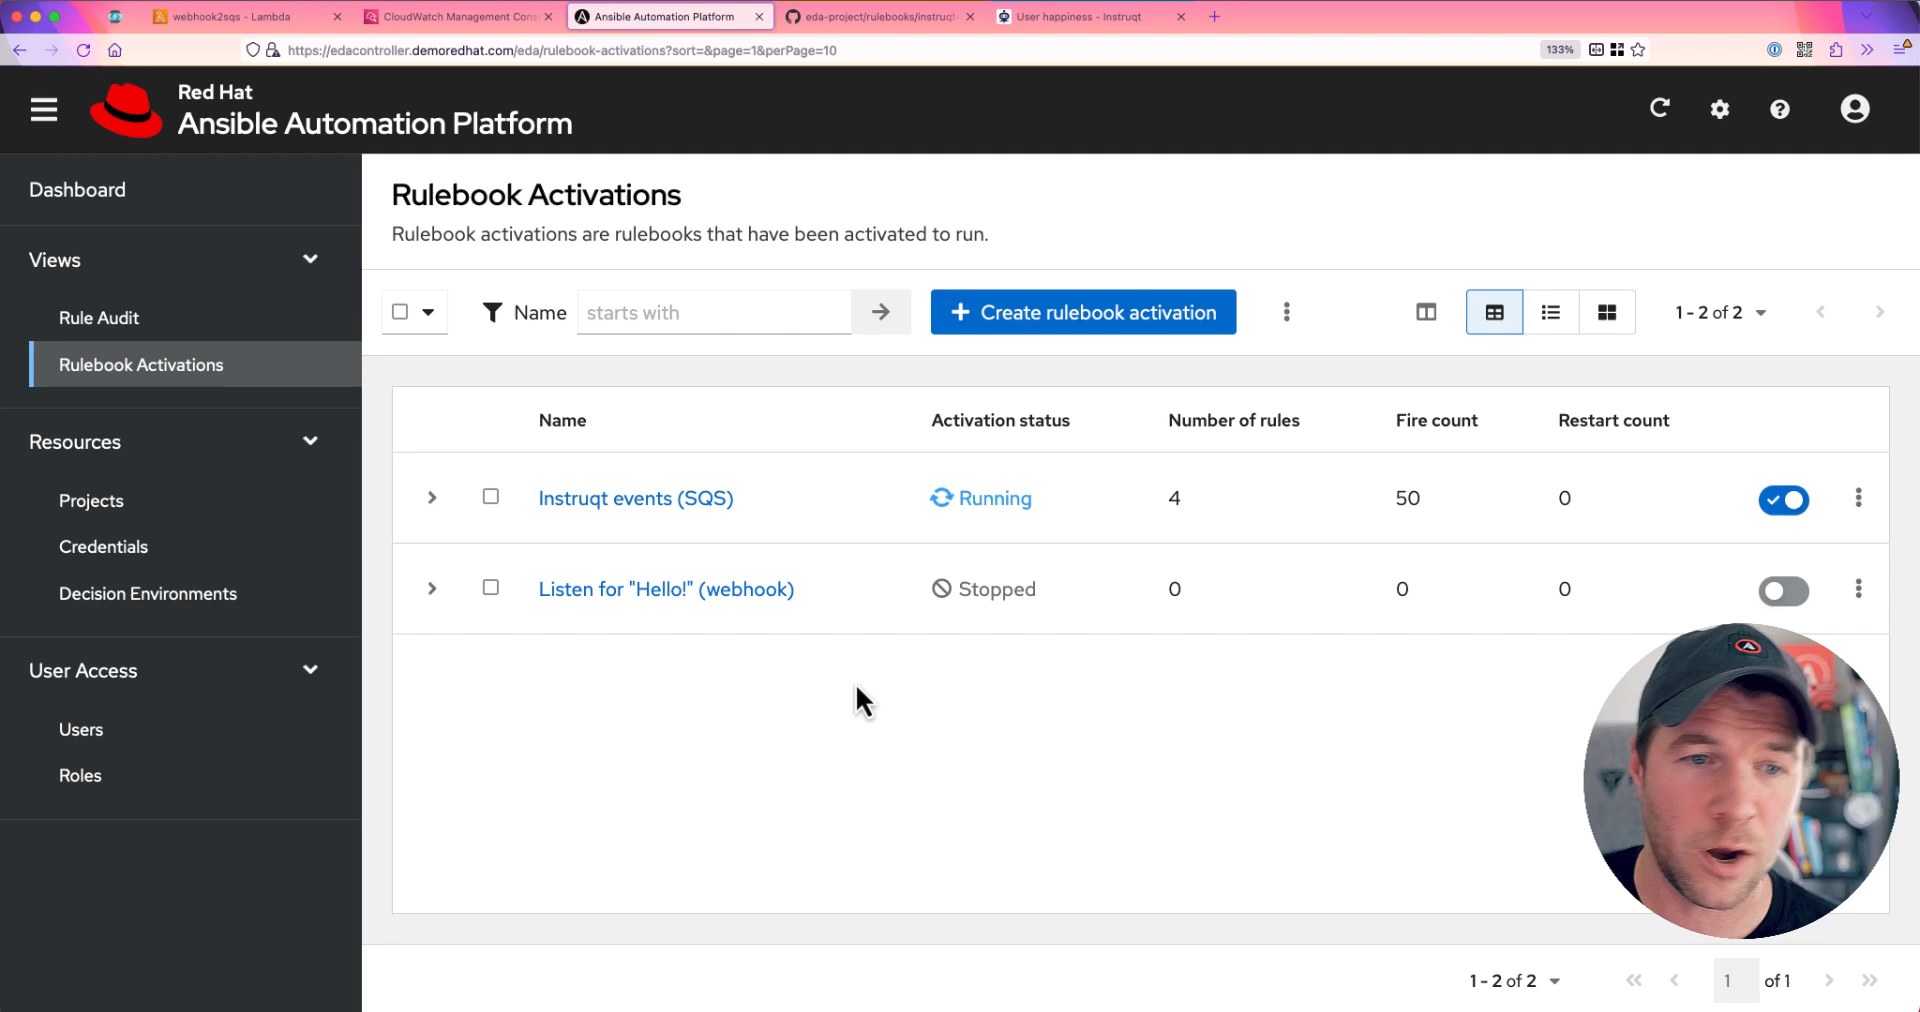 webhook2sqs - Lambda
CloudWatch Management Cons
Ansible Automation Platform
eda-project/rulebooks/instruqt
User happiness - Instruqt
https://edacontroller.demoredhat.com/eda/rulebook-activations?sort=&page=1&perPage=10
133%
Red Hat
Ansible Automation Platform
Dashboard
Views
Rule Audit
Rulebook Activations
Resources
Projects
Credentials
Decision Environments
User Access
Users
Roles
Rulebook Activations
Rulebook activations are rulebooks that have been activated to run.
Name starts with
+ Create rulebook activation
1 - 2 of 2
Name Activation status Number of rules Fire count Restart count
Instruqt events (SQS) Running 4 50 0
Listen for "Hello!" (webhook) Stopped 0 0 0
1 - 2 of 2 1 of 1